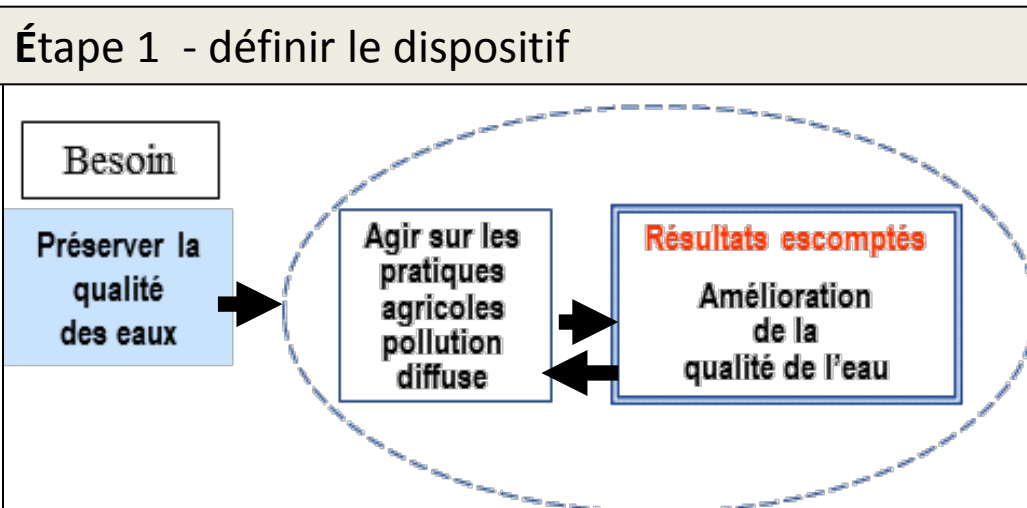 Étape 1 - définir le dispositif
Besoin
Préserver la
qualité
des eaux
Agir sur les
pratiques
agricoles
pollution
diffuse
Résultats escomptés
Amélioration
de la
qualité de l'eau